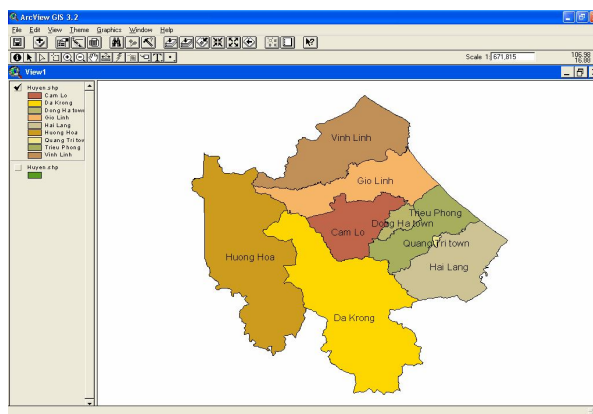 ArcView GIS 3.2
File Edit View Theme Graphics Window Help
Scale 1: 671,815
106.98
16.88
View1
Huyen.shp
Cam Lo
Da Krong
Dong Ha town
Gio Linh
Hai Lang
Huong Hoa
Quang Tri tow
Trieu Phong
Vinh Linh
Huyen.shp
Vinh Linh
Gio Linh
Trieu Phong
Dong Ha town
Cam Lo
Quang Tri town
Huong Hoa
Hai Lang
Da Krong